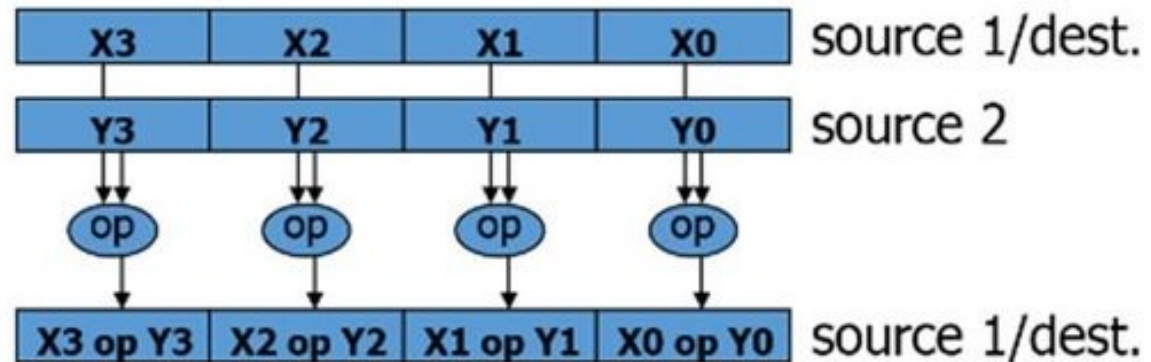 X3 X2 X1 X0 source 1/dest.
Y3 Y2 Y1 Y0 source 2
op op op op
X3 op Y3 X2 op Y2 X1 op Y1 X0 op Y0 source 1/dest.